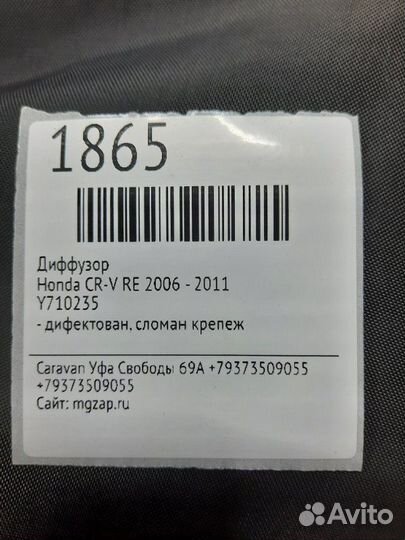 1865
Диффузор
Honda CR-V RE 2006 - 2011
Y710235
- дифектован, сломан крепеж
Caravan Уфа Свободы 69А +79373509055
+79373509055
Сайт: mgzap.ru
Avito